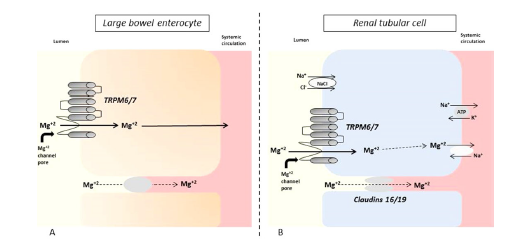 Large bowel enterocyte
Lumen
Systemic
circulation
TRPM6/7
Mg+2
Mg+2
Mg+2
channel
pore
Mg+2
Mg+2
A
Renal tubular cell
Lumen
Systemic
circulation
Na+
NaCl
Cl-
Na+
ATP
K+
TRPM6/7
Mg+2
Mg+2
Mg+2
Na+
Mg+2
channel
pore
Mg+2
Mg+2
Claudins 16/19
B